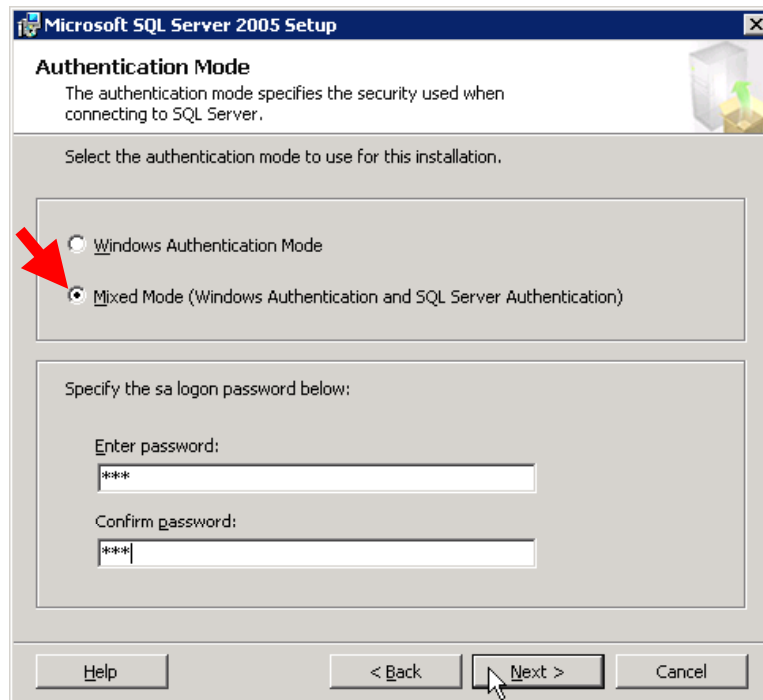 Microsoft SQL Server 2005 Setup
Authentication Mode
The authentication mode specifies the security used when
connecting to SQL Server.
Select the authentication mode to use for this installation.
Windows Authentication Mode
Mixed Mode (Windows Authentication and SQL Server Authentication)
Specify the sa logon password below:
Enter password:
***
Confirm password:
***
Help
< Back
Next >
Cancel